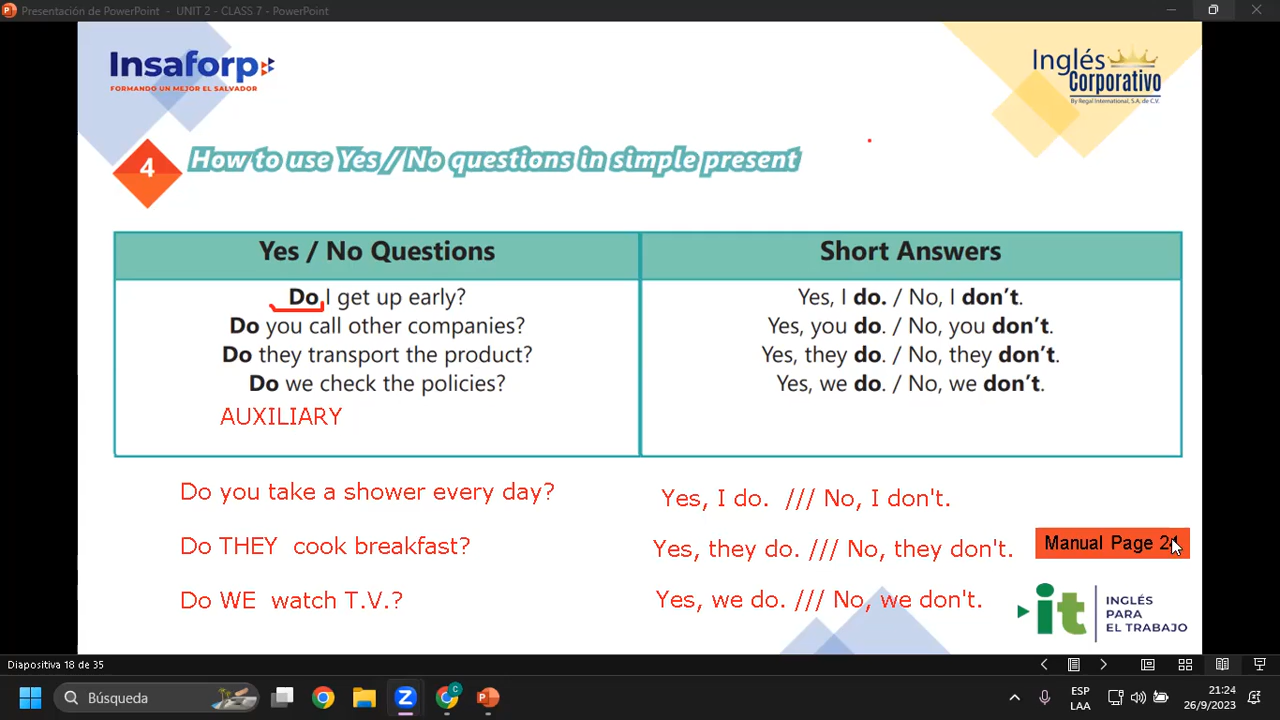 Presentación de PowerPoint - UNIT 2 - CLASS 7 - PowerPoint
Insaforp
FORMANDO UN MEJOR EL SALVADOR
Inglés
Corporativo
By Regal International, S.A. de C.V.
4
How to use Yes / No questions in simple present
Yes / No Questions
Short Answers
Do I get up early?
Yes, I do. / No, I don't.
Do you call other companies?
Yes, you do. / No, you don't.
Do they transport the product?
Yes, they do. / No, they don't.
Do we check the policies?
Yes, we do. / No, we don't.
AUXILIARY
Do you take a shower every day?
Yes, I do. /// No, I don't.
Do THEY cook breakfast?
Yes, they do. /// No, they don't.
Manual Page
Do WE watch T.V.?
Yes, we do. /// No, we don't.
it
INGLÉS
PARA
EL TRABAJO
Diapositiva 18 de 35
Búsqueda
ESP
LAA
21:24
26/9/2023